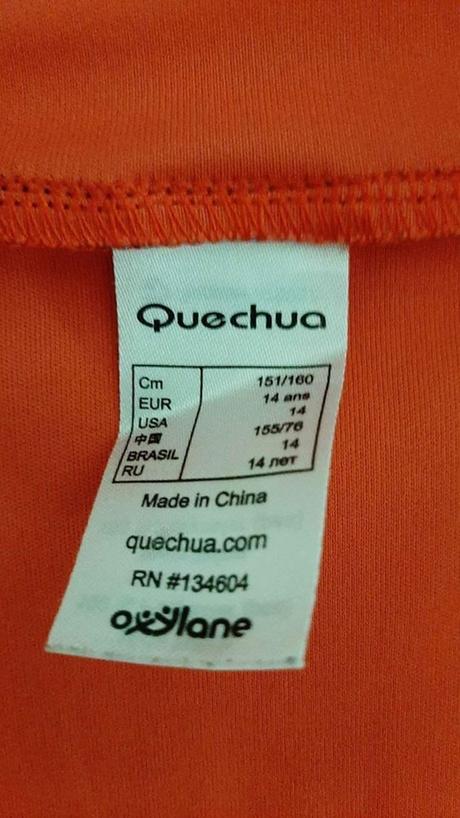 Quechua
Cm 151/160
EUR 14 ans
USA 14
中国 155/76
BRASIL 14
RU 14 лет
Made in China
quechua.com
RN #134604
oxylane